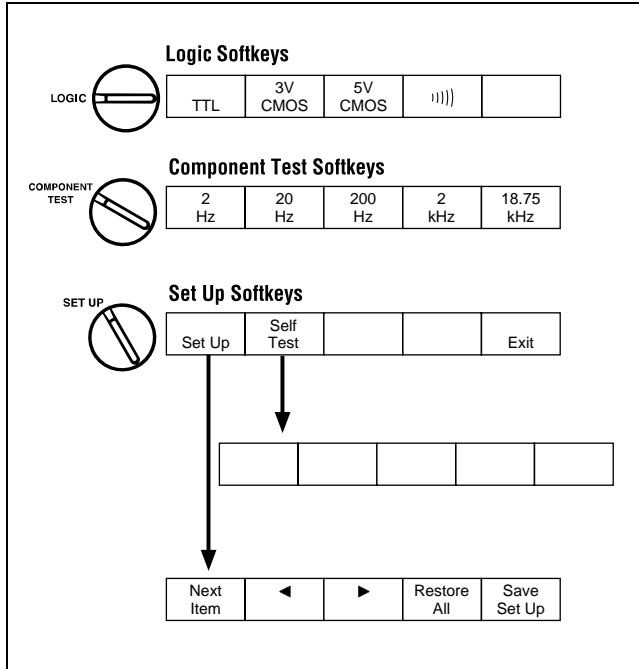 Logic Softkeys
LOGIC
TTL
3V
CMOS
5V
CMOS
Component Test Softkeys
COMPONENT
TEST
2
Hz
20
Hz
200
Hz
2
kHz
18.75
kHz
Set Up Softkeys
SET UP
Set Up
Self
Test
Exit
Next
Item
◄
►
Restore
All
Save
Set Up